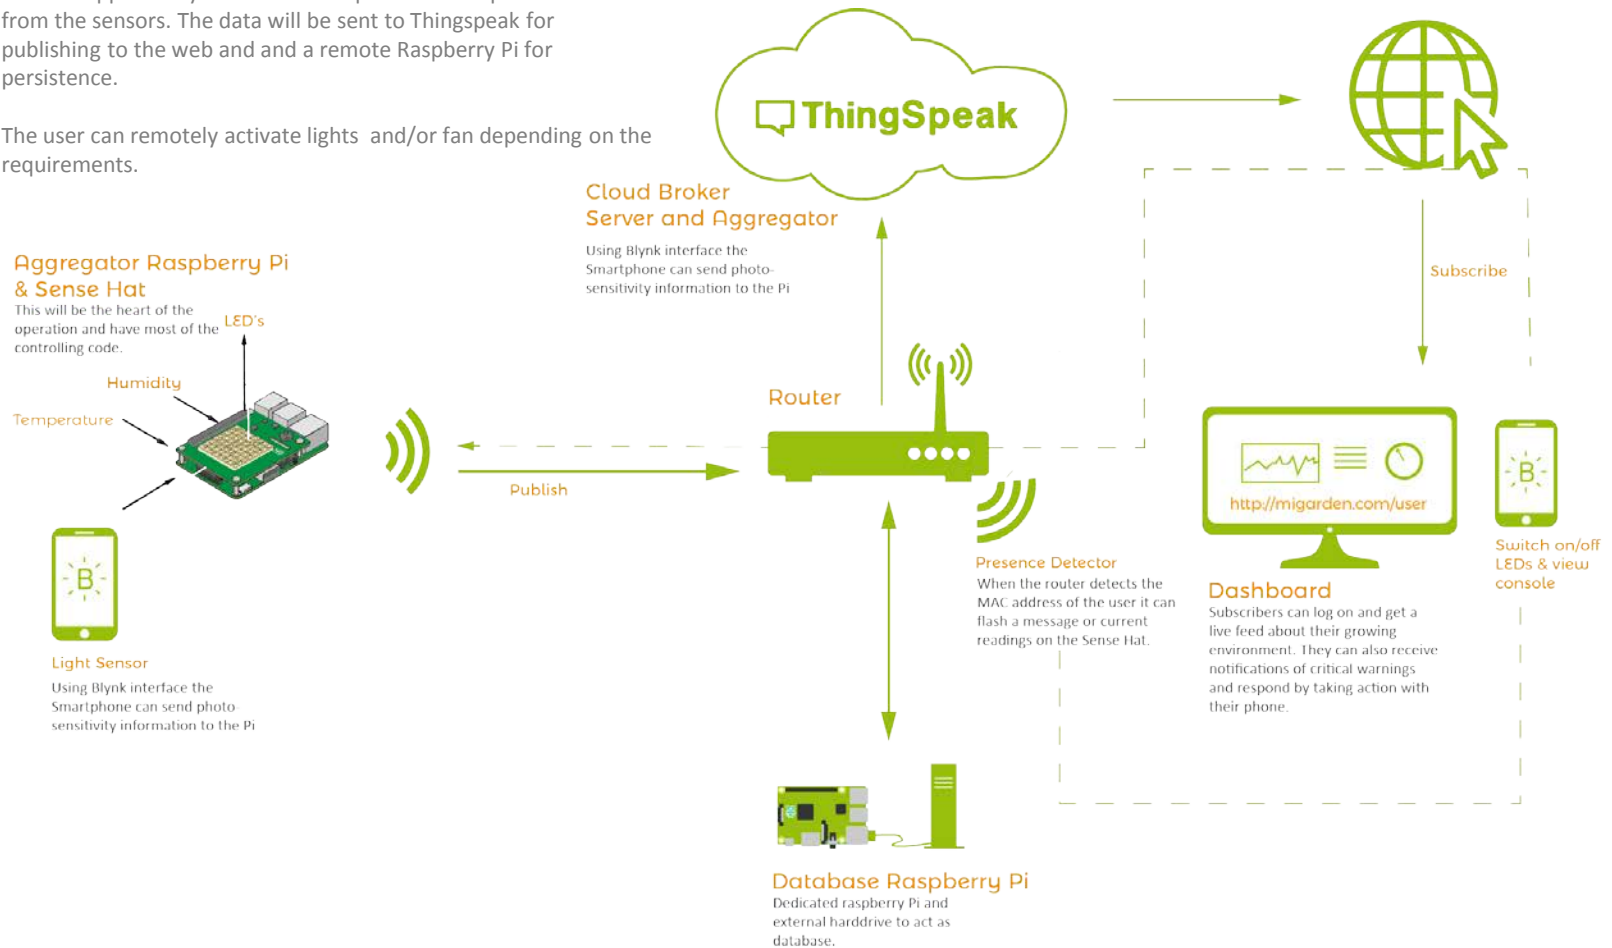 from the sensors. The data will be sent to Thingspeak for
publishing to the web and and a remote Raspberry Pi for
persistence.
The user can remotely activate lights and/or fan depending on the
requirements.
ThingSpeak
Cloud Broker
Server and Aggregator
Using Blynk interface the
Smartphone can send photo-
sensitivity information to the Pi
Subscribe
Aggregator Raspberry Pi
& Sense Hat
This will be the heart of the
operation and have most of the
controlling code.
LED's
Humidity
Temperature
Router
Publish
B
Light Sensor
Using Blynk interface the
Smartphone can send photo-
sensitivity information to the Pi
Presence Detector
When the router detects the
MAC address of the user it can
flash a message or current
readings on the Sense Hat.
http://migarden.com/user
Dashboard
Subscribers can log on and get a
live feed about their growing
environment. They can also receive
notifications of critical warnings
and respond by taking action with
their phone.
B
Switch on/off
LEDs & view
console
Database Raspberry Pi
Dedicated raspberry Pi and
external harddrive to act as
database.